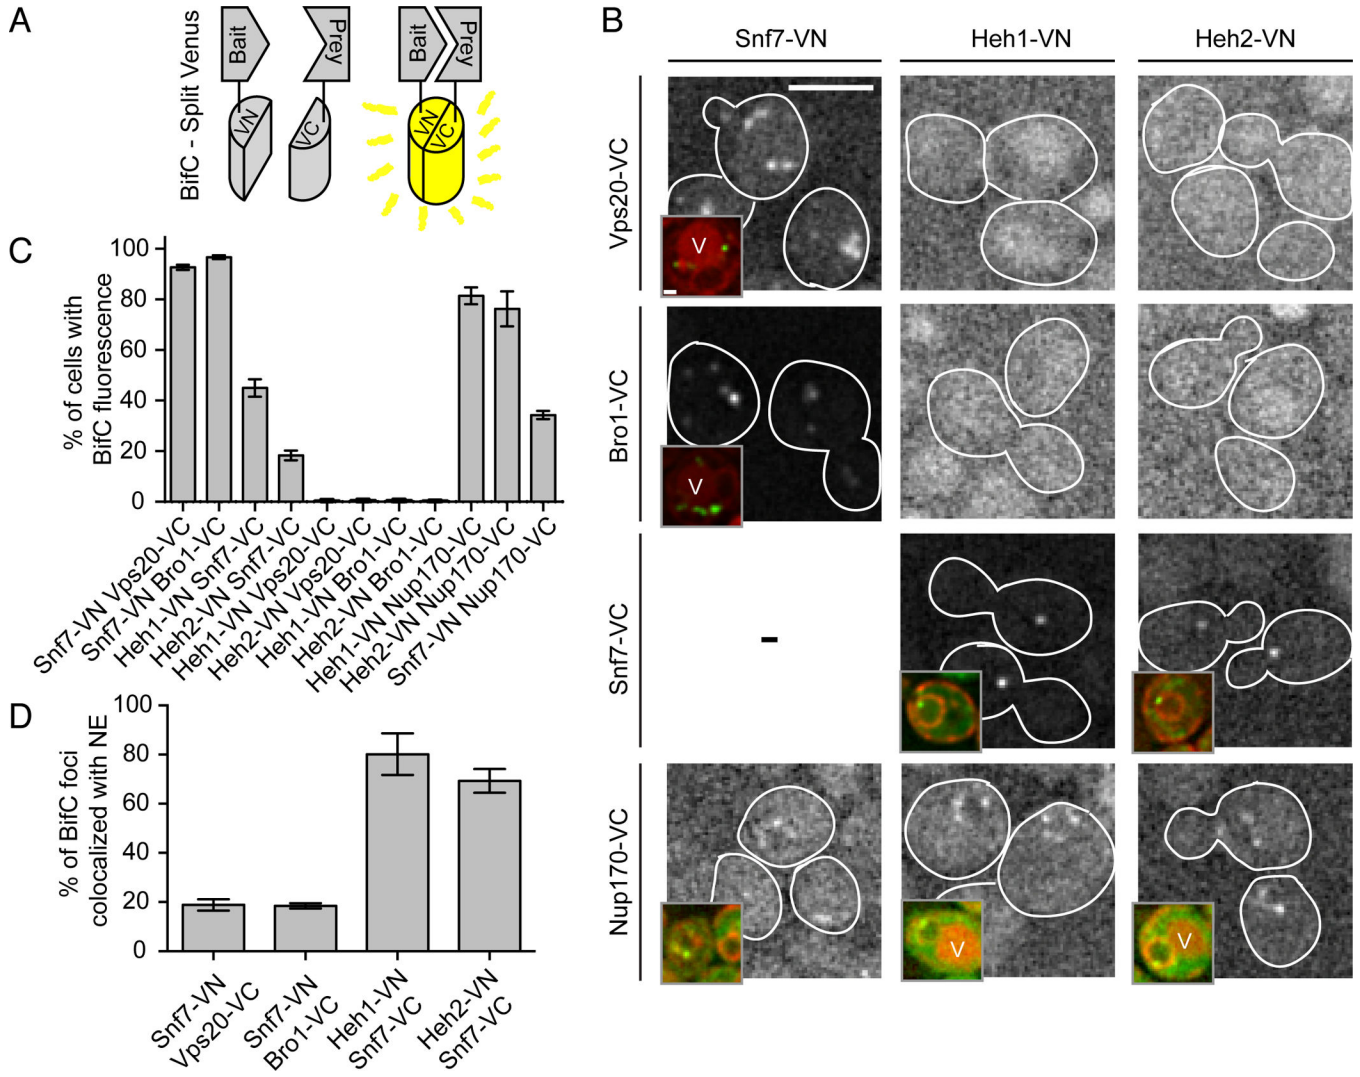 A
BifC - Split Venus
Bait
Prey
VN
VC
Bait
Prey
VN
VC
B
Snf7-VN
Heh1-VN
Heh2-VN
Vps20-VC
V
Bro1-VC
V
Snf7-VC
-
Nup170-VC
V
V
C
% of cells with
BifC fluorescence
100
80
60
40
20
0
Snf7-VN Vps20-VC
Snf7-VN Bro1-VC
Heh1-VN Snf7-VC
Heh2-VN Snf7-VC
Heh1-VN Vps20-VC
Heh2-VN Vps20-VC
Heh1-VN Bro1-VC
Heh2-VN Bro1-VC
Heh1-VN Nup170-VC
Heh2-VN Nup170-VC
Snf7-VN Nup170-VC
D
% of BifC foci
colocalized with NE
100
80
60
40
20
0
Snf7-VN
Vps20-VC
Snf7-VN
Bro1-VC
Heh1-VN
Snf7-VC
Heh2-VN
Snf7-VC